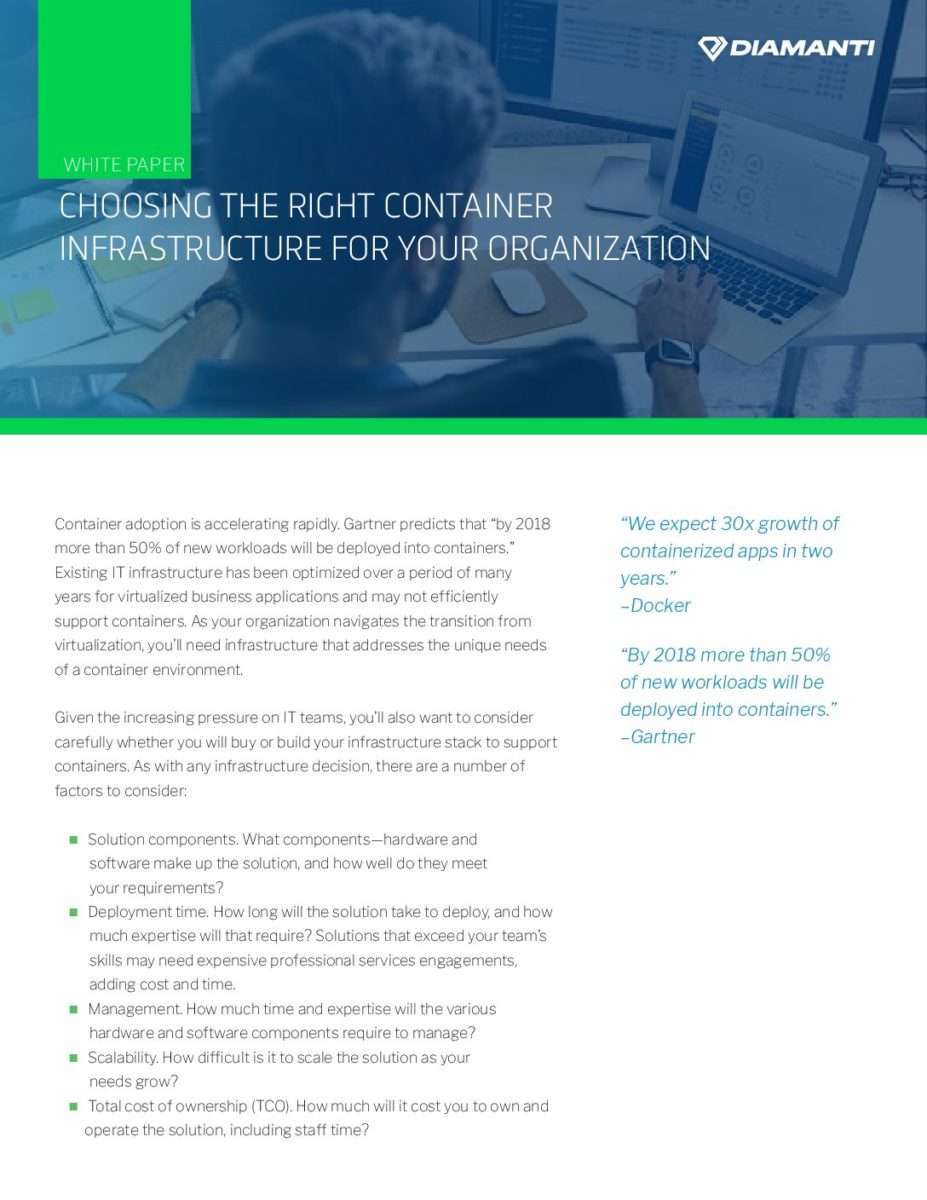 DIAMANTI
WHITE PAPER
CHOOSING THE RIGHT CONTAINER
INFRASTRUCTURE FOR YOUR ORGANIZATION
Container adoption is accelerating rapidly. Gartner predicts that “by 2018
more than 50% of new workloads will be deployed into containers.”
Existing IT infrastructure has been optimized over a period of many
years for virtualized business applications and may not efficiently
support containers. As your organization navigates the transition from
virtualization, you’ll need infrastructure that addresses the unique needs
of a container environment.
Given the increasing pressure on IT teams, you’ll also want to consider
carefully whether you will buy or build your infrastructure stack to support
containers. As with any infrastructure decision, there are a number of
factors to consider:
■ Solution components. What components—hardware and
software make up the solution, and how well do they meet
your requirements?
■ Deployment time. How long will the solution take to deploy, and how
much expertise will that require? Solutions that exceed your team’s
skills may need expensive professional services engagements,
adding cost and time.
■ Management. How much time and expertise will the various
hardware and software components require to manage?
■ Scalability. How difficult is it to scale the solution as your
needs grow?
■ Total cost of ownership (TCO). How much will it cost you to own and
operate the solution, including staff time?
“We expect 30x growth of
containerized apps in two
years.”
–Docker
“By 2018 more than 50%
of new workloads will be
deployed into containers.”
–Gartner